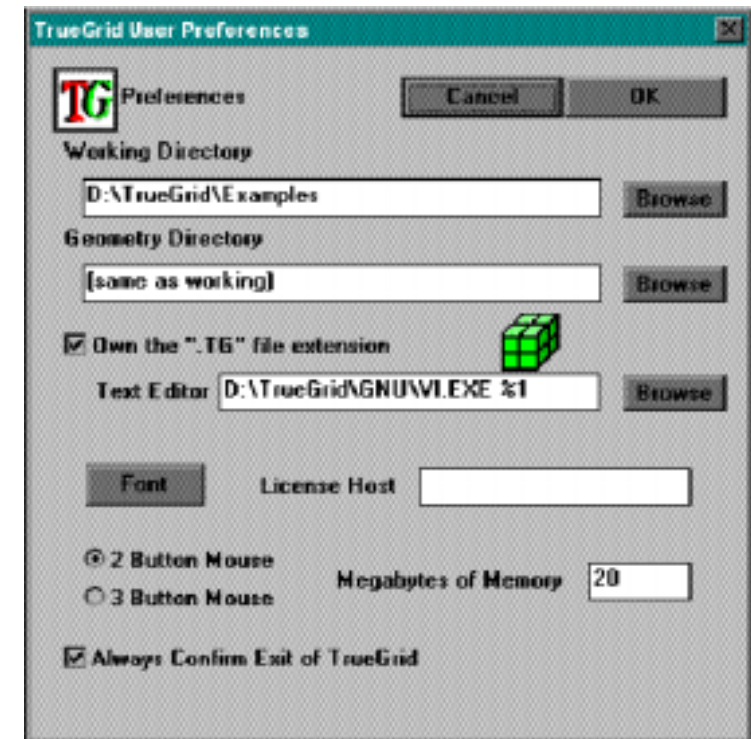 TrueGrid User Preferences
TG Preferences Cancel OK
Working Directory
D:\TrueGrid\Examples Browse
Geometry Directory
(same as working) Browse
Own the ".TG" file extension
Text Editor D:\TrueGrid\GNU\VI.EXE %1 Browse
Font License Host
2 Button Mouse
3 Button Mouse
Megabytes of Memory 20
Always Confirm Exit of TrueGrid